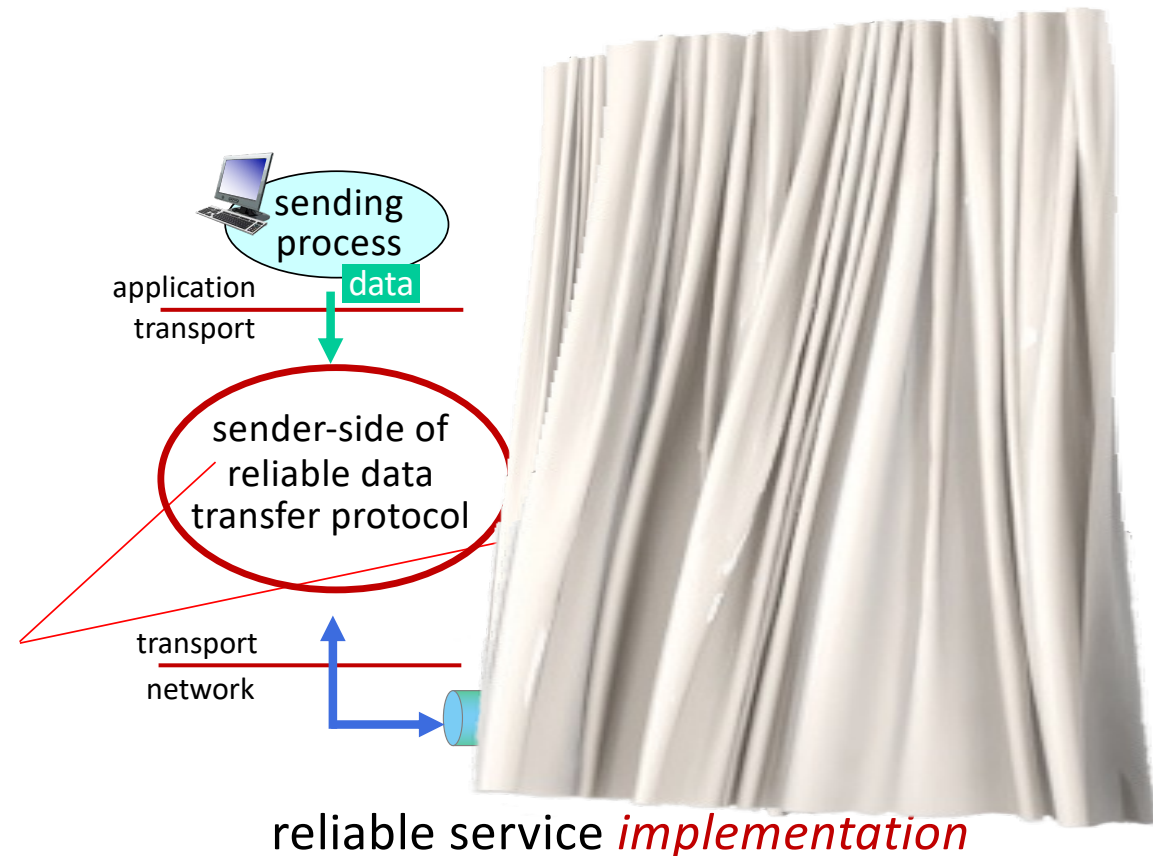 sending
process
data
application
transport
sender-side of
reliable data
transfer protocol
transport
network
reliable service implementation